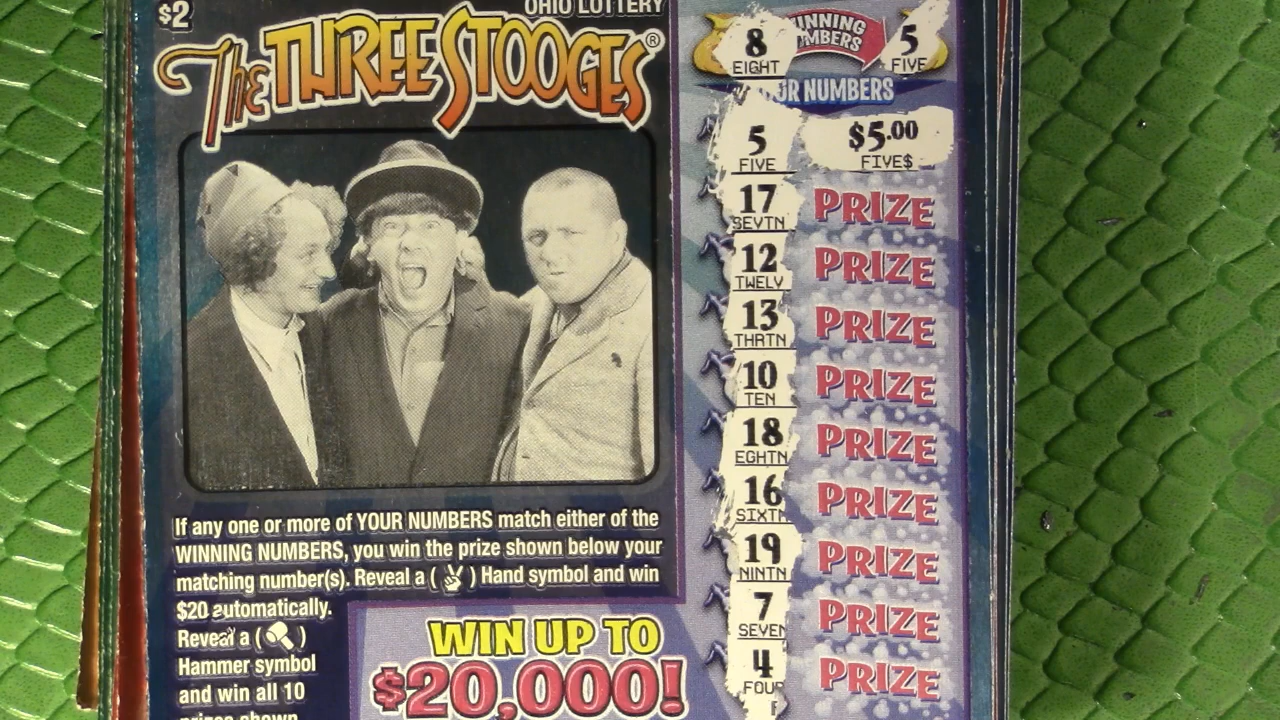 $2
OHIO LOTTERY
The THREE STOOGES®
If any one or more of YOUR NUMBERS match either of the
WINNING NUMBERS, you win the prize shown below your
matching number(s). Reveal a ( ) Hand symbol and win
$20 automatically.
Reveal a ( )
Hammer symbol
and win all 10
prizes shown
WIN UP TO
$20,000!
8
EIGHT
WINNING
NUMBERS
5
FIVE
YOUR NUMBERS
5
FIVE
$5.00
FIVE$
17
SEVTN
PRIZE
12
TWELV
PRIZE
13
THRTN
PRIZE
10
TEN
PRIZE
18
EGHTN
PRIZE
16
SIXTN
PRIZE
19
NINTN
PRIZE
7
SEVEN
PRIZE
4
FOUR
PRIZE